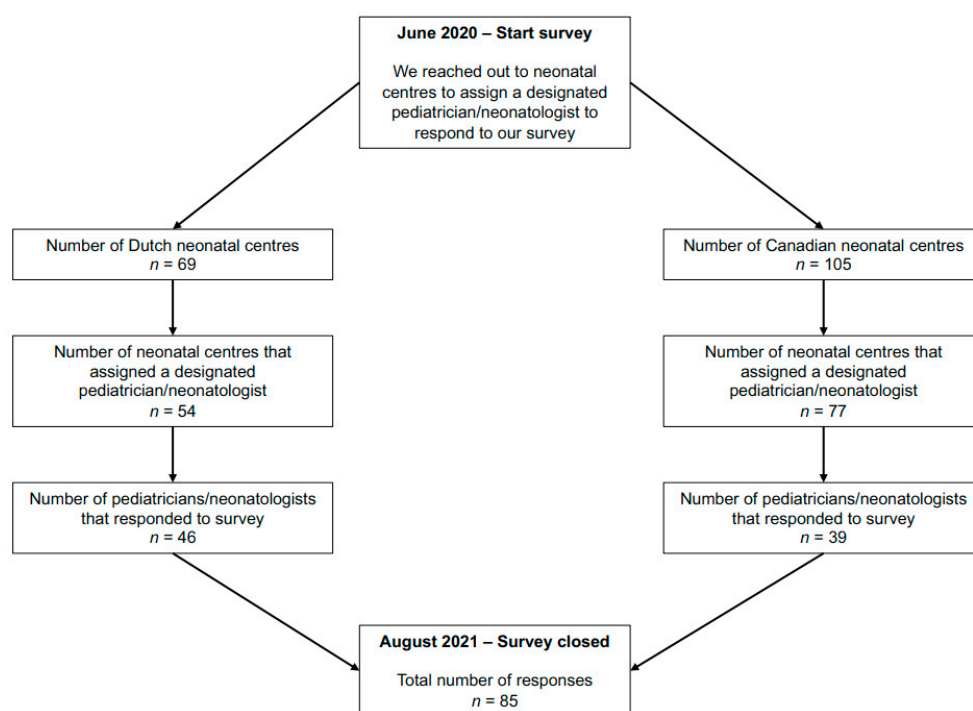 June 2020 – Start survey
We reached out to neonatal
centres to assign a designated
pediatrician/neonatologist to
respond to our survey
Number of Dutch neonatal centres
n = 69
Number of Canadian neonatal centres
n = 105
Number of neonatal centres that
assigned a designated
pediatrician/neonatologist
n = 54
Number of neonatal centres that
assigned a designated
pediatrician/neonatologist
n = 77
Number of pediatricians/neonatologists
that responded to survey
n = 46
Number of pediatricians/neonatologists
that responded to survey
n = 39
August 2021 – Survey closed
Total number of responses
n = 85